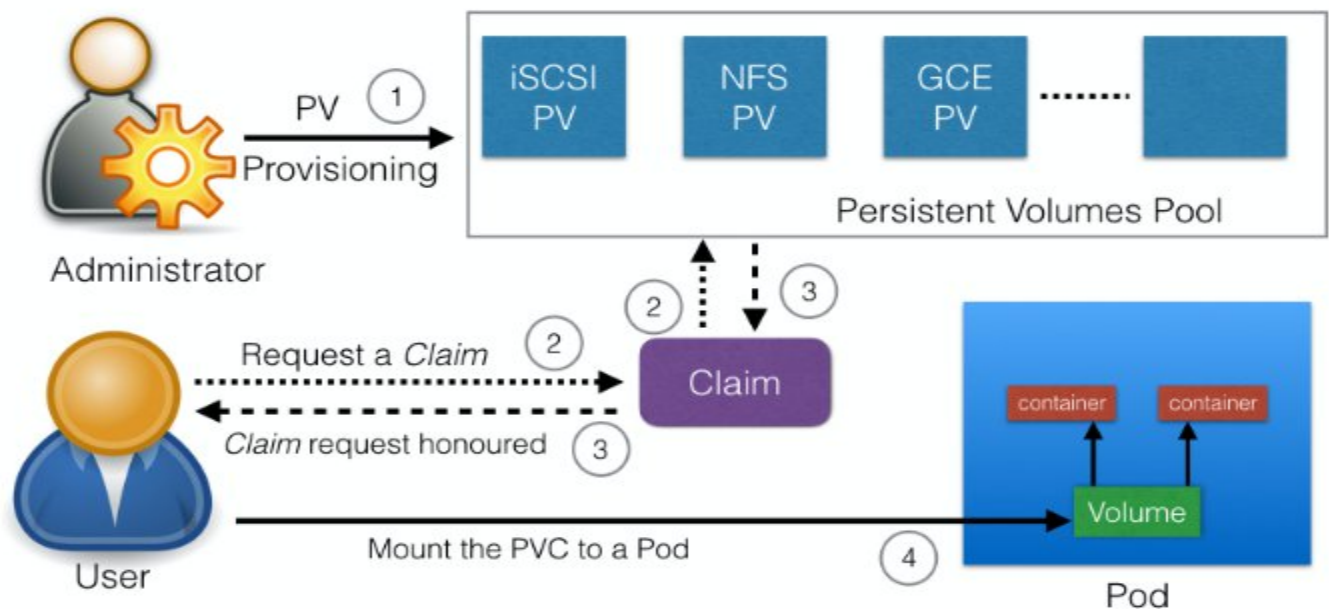 PV
1
Provisioning
iSCSI
PV
NFS
PV
GCE
PV
Persistent Volumes Pool
Administrator
2
3
Request a Claim
2
Claim
Claim request honoured
3
container
container
Volume
Mount the PVC to a Pod
4
User
Pod